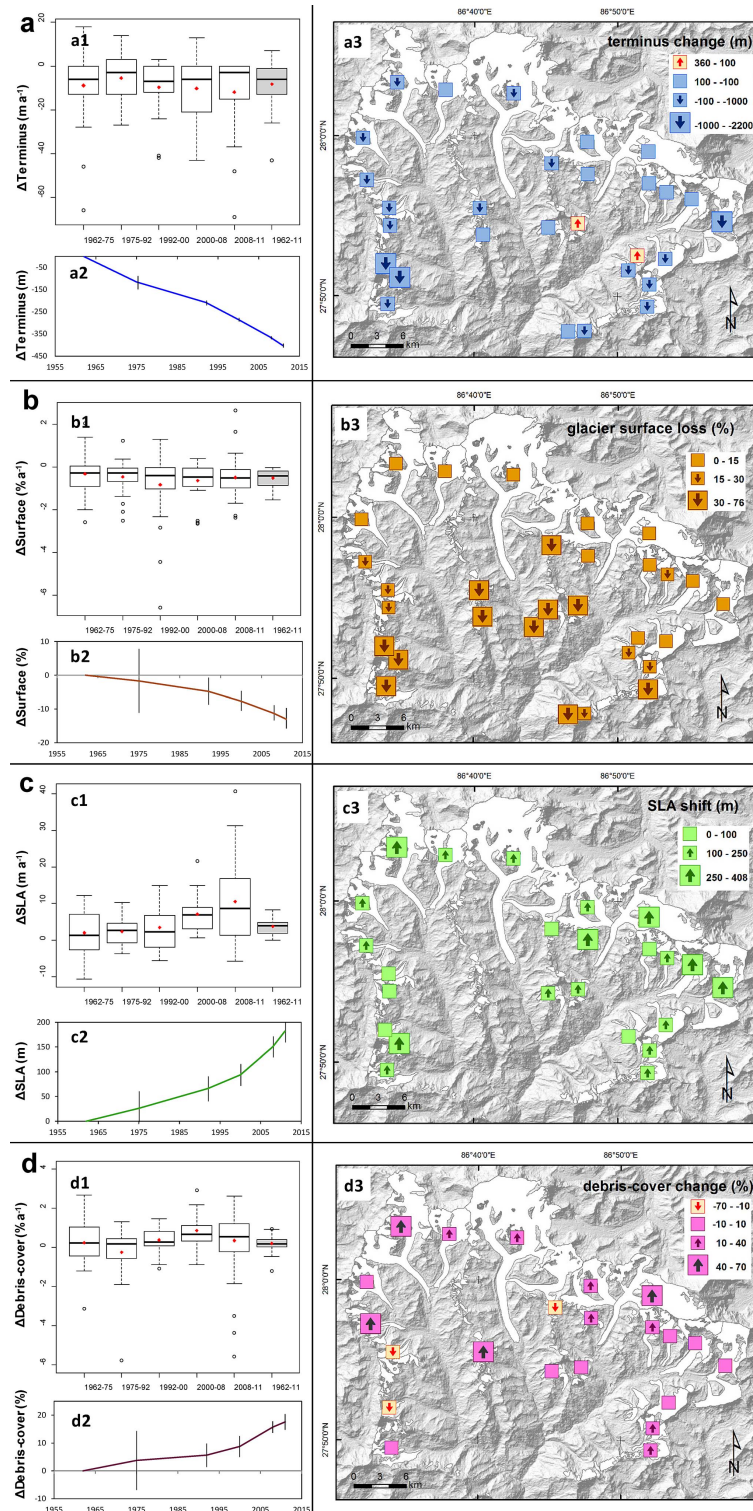 a
a1
20
0
-20
-40
-60
ΔTerminus (m a⁻¹)
1962-75
1975-92
1992-00
2000-08
2008-11
1962-11
a2
-50
-150
-250
-350
-450
ΔTerminus (m)
1955
1965
1975
1985
1995
2005
2015
a3
86°40'0"E
86°50'0"E
28°0'0"N
27°50'0"N
terminus change (m)
360 - 100
100 - -100
-100 - -1000
-1000 - -2200
0 3 6
km
N
b
b1
2
0
-2
-4
-6
ΔSurface (% a⁻¹)
1962-75
1975-92
1992-00
2000-08
2008-11
1962-11
b2
10
0
-10
-20
ΔSurface (%)
1955
1965
1975
1985
1995
2005
2015
b3
86°40'0"E
86°50'0"E
28°0'0"N
27°50'0"N
glacier surface loss (%)
0 - 15
15 - 30
30 - 76
0 3 6
km
N
c
c1
40
30
20
10
0
-10
ΔSLA (m a⁻¹)
1962-75
1975-92
1992-00
2000-08
2008-11
1962-11
c2
200
150
100
50
0
ΔSLA (m)
1955
1965
1975
1985
1995
2005
2015
c3
86°40'0"E
86°50'0"E
28°0'0"N
27°50'0"N
SLA shift (m)
0 - 100
100 - 250
250 - 408
0 3 6
km
N
d
d1
4
2
0
-2
-4
-6
ΔDebris-cover (% a⁻¹)
1962-75
1975-92
1992-00
2000-08
2008-11
1962-11
d2
20
10
0
-10
ΔDebris-cover (%)
1955
1965
1975
1985
1995
2005
2015
d3
86°40'0"E
86°50'0"E
28°0'0"N
27°50'0"N
debris-cover change (%)
-70 - -10
-10 - 10
10 - 40
40 - 70
0 3 6
km
N